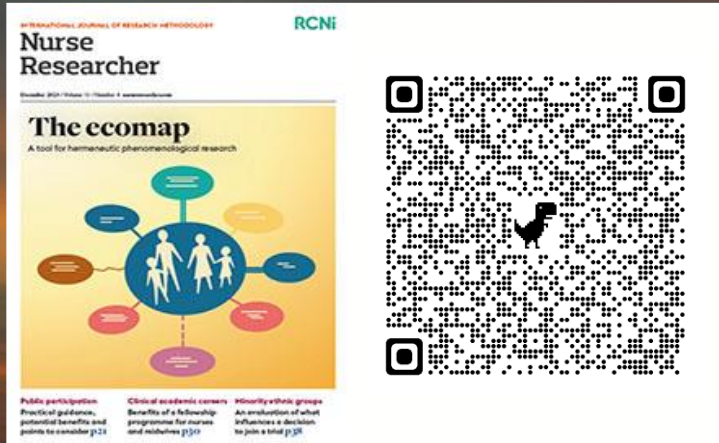 INTERNATIONAL JOURNAL OF RESEARCH METHODOLOGY
RCNi
Nurse
Researcher
The ecomap
A tool for hermeneutic phenomenological research
Public participation
Practical guidance,
potential benefits and
points to consider p21
Clinical academic careers
Benefits of a fellowship
programme for nurses
and midwives p30
Minority ethnic groups
An evaluation of what
influences a decision
to join a trial p38